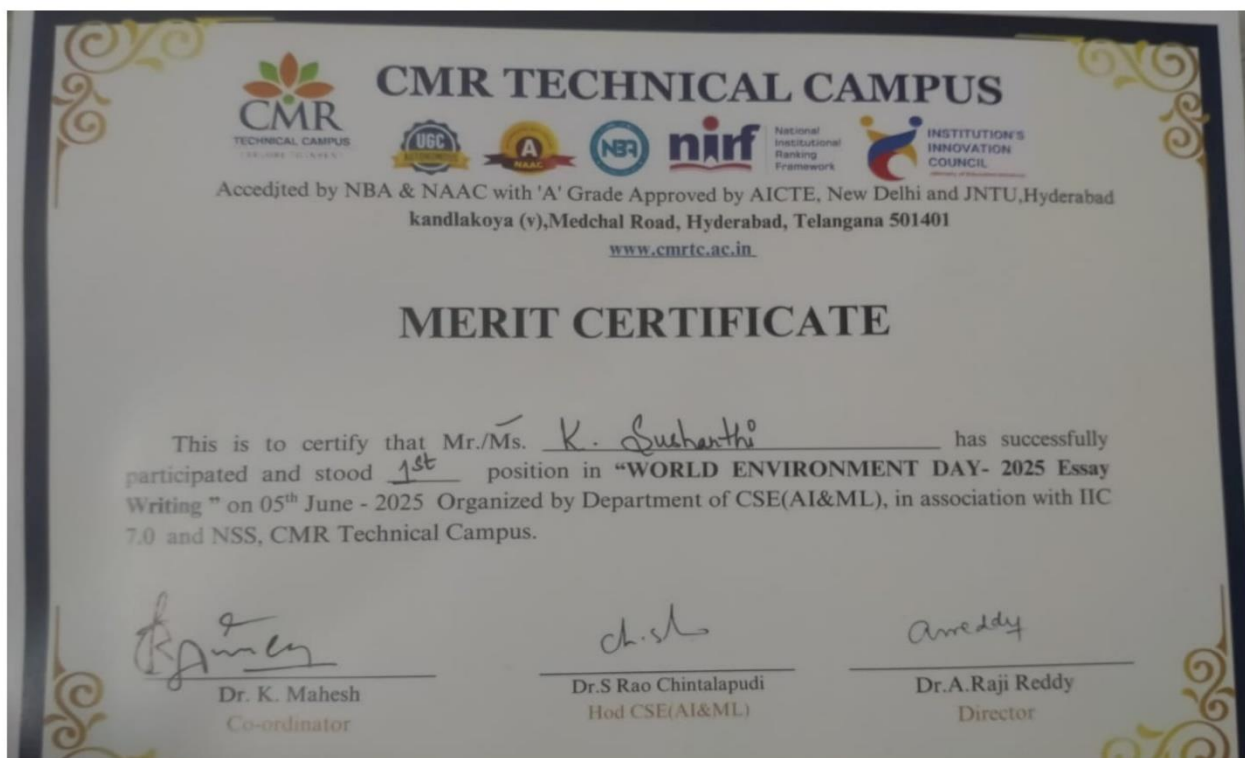 CMR TECHNICAL CAMPUS
CMR
TECHNICAL CAMPUS
UGC
AUTONOMOUS
A
NAAC
NBA
nirf
National
Institutional
Ranking
Framework
INSTITUTION'S
INNOVATION
COUNCIL
Accedjted by NBA & NAAC with 'A' Grade Approved by AICTE, New Delhi and JNTU,Hyderabad
kandlakoya (v),Medchal Road, Hyderabad, Telangana 501401
www.cmrtc.ac.in
MERIT CERTIFICATE
This is to certify that Mr./Ms. K. Sushanthi has successfully
participated and stood 1st position in “WORLD ENVIRONMENT DAY- 2025 Essay
Writing ” on 05th June - 2025 Organized by Department of CSE(AI&ML), in association with IIC
7.0 and NSS, CMR Technical Campus.
ch.sh
arreddy
Dr. K. Mahesh
Dr.S Rao Chintalapudi
Dr.A.Raji Reddy
Co-ordinator
Hod CSE(AI&ML)
Director